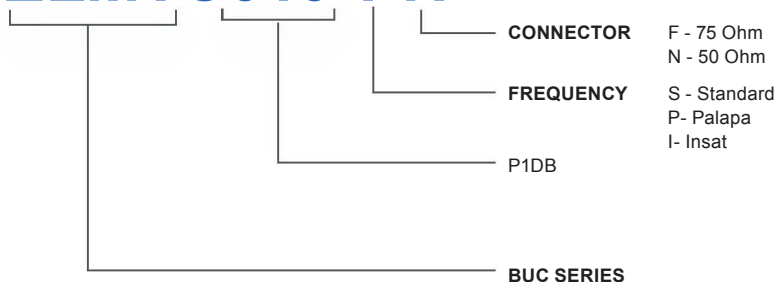 CONNECTOR F - 75 Ohm
N - 50 Ohm
FREQUENCY S - Standard
P- Palapa
I- Insat
P1DB
BUC SERIES